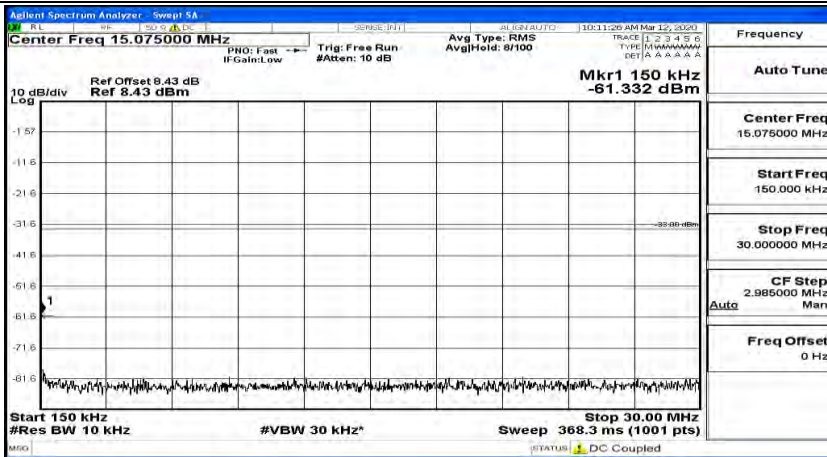 Agilent Spectrum Analyzer - Swept SA
RL RF 50 Ω DC SENSE:INT ALIGN AUTO 10:11:26 AM Mar 12, 2020
Center Freq 15.075000 MHz
PNO: Fast
IFGain:Low
Trig: Free Run
#Atten: 10 dB
Avg Type: RMS
Avg|Hold: 8/100
TRACE 1 2 3 4 5 6
TYPE M
DET A A A A A A
Ref Offset 8.43 dB
10 dB/div Ref 8.43 dBm
Log
Mkr1 150 kHz
-61.332 dBm
-1.57
-11.6
-21.6
-31.6
-33.00 dBm
-41.6
-51.6
1
-61.6
-71.6
-81.6
Start 150 kHz Stop 30.00 MHz
#Res BW 10 kHz #VBW 30 kHz* Sweep 368.3 ms (1001 pts)
MSG STATUS DC Coupled
Frequency
Auto Tune
Center Freq
15.075000 MHz
Start Freq
150.000 kHz
Stop Freq
30.000000 MHz
CF Step
2.985000 MHz
Auto Man
Freq Offset
0 Hz